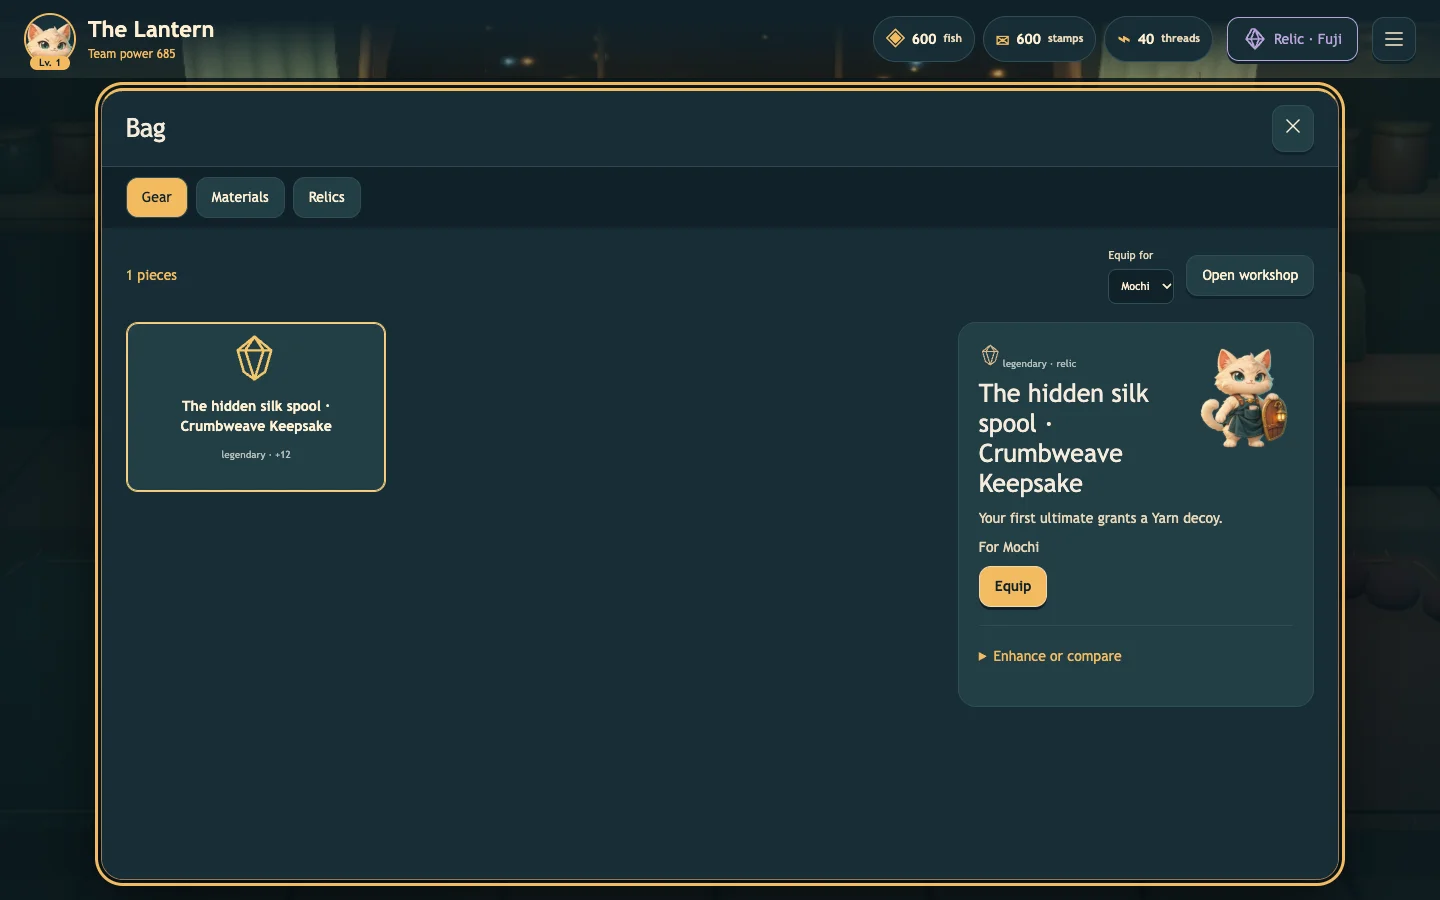 The Lantern
Team power 685
Lv. 1
600 fish
600 stamps
40 threads
Relic · Fuji
Bag
Gear
Materials
Relics
1 pieces
Equip for
Mochi
Open workshop
The hidden silk spool ·
Crumbweave Keepsake
legendary · +12
legendary · relic
The hidden silk
spool ·
Crumbweave
Keepsake
Your first ultimate grants a Yarn decoy.
For Mochi
Equip
Enhance or compare